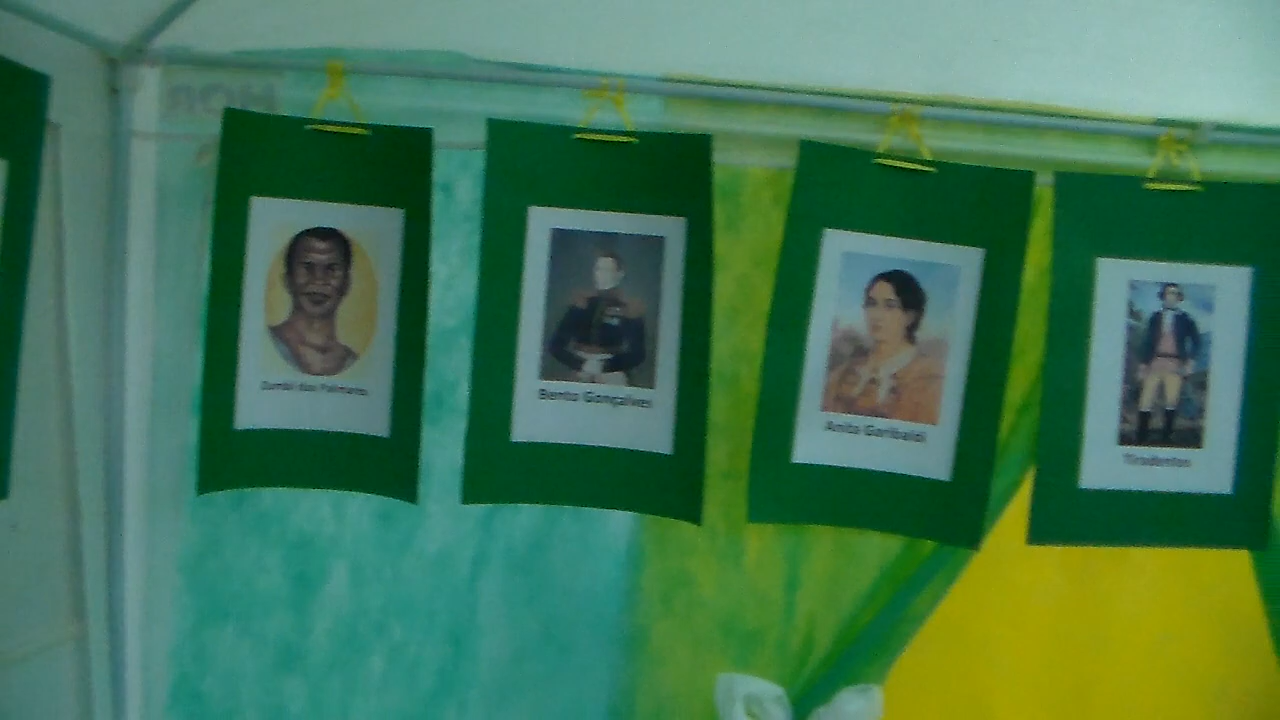 Zumbi dos Palmares
Bento Gonçalves
Anita Garibaldi
Tiradentes